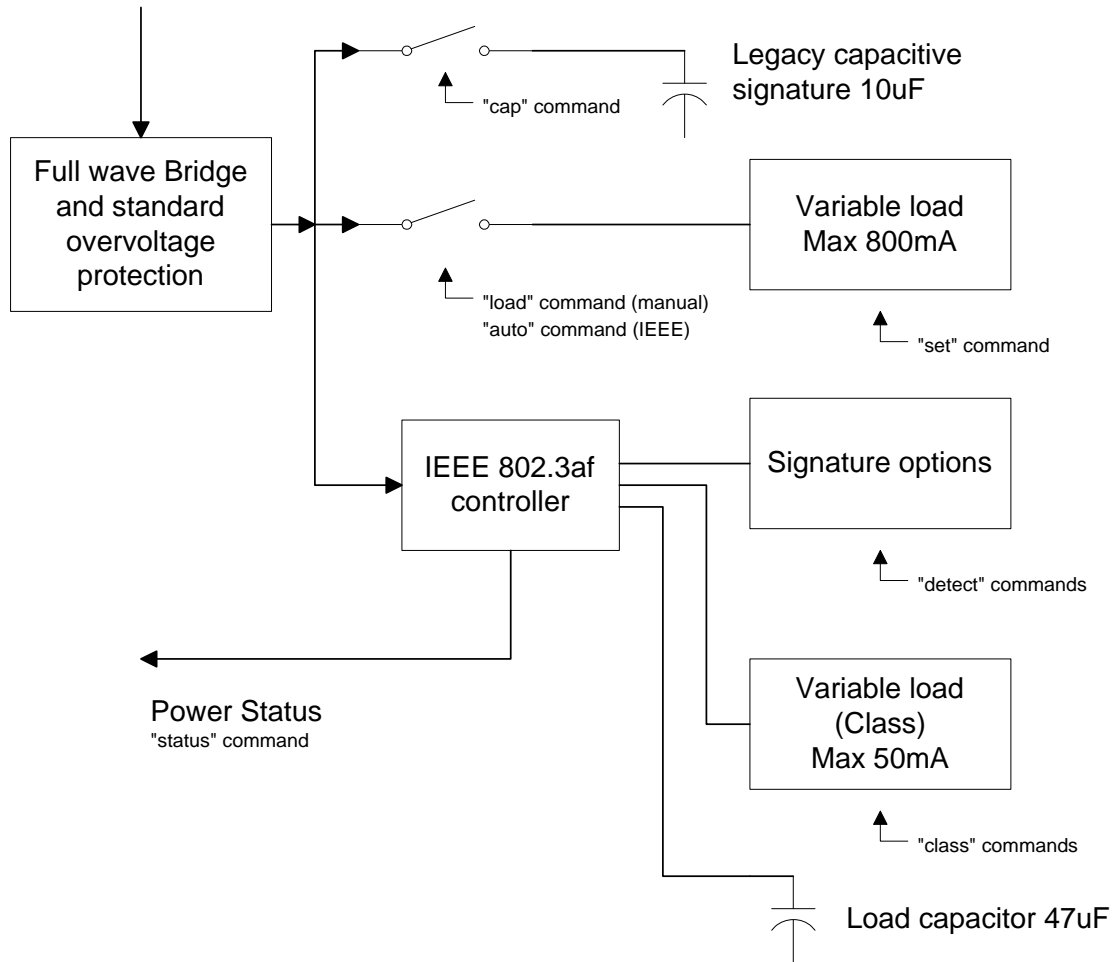 Legacy capacitive
signature 10uF
"cap" command
Full wave Bridge
and standard
overvoltage
protection
Variable load
Max 800mA
"load" command (manual)
"auto" command (IEEE)
"set" command
IEEE 802.3af
controller
Signature options
"detect" commands
Power Status
"status" command
Variable load
(Class)
Max 50mA
"class" commands
Load capacitor 47uF